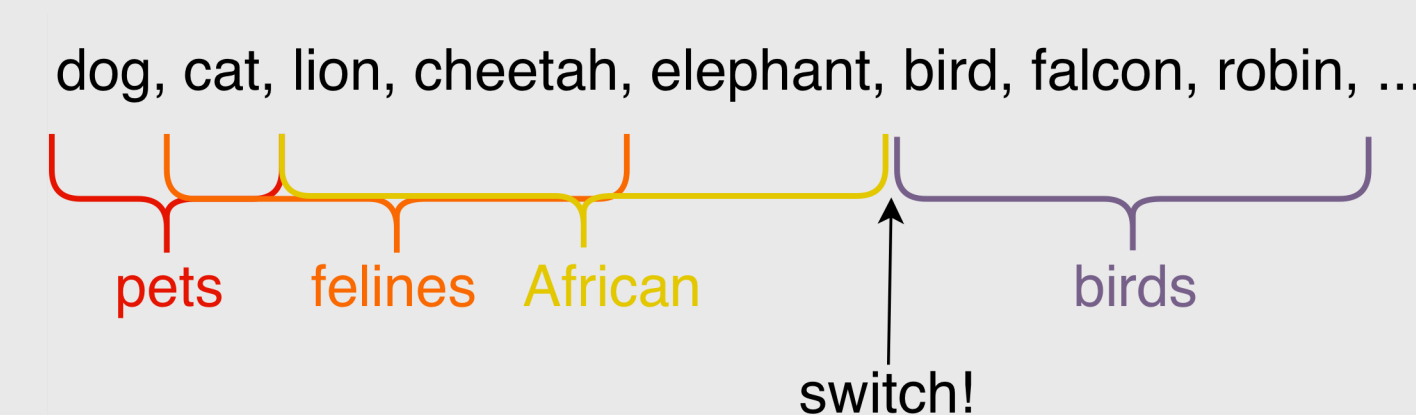 dog, cat, lion, cheetah, elephant, bird, falcon, robin, ...
pets felines African birds
switch!